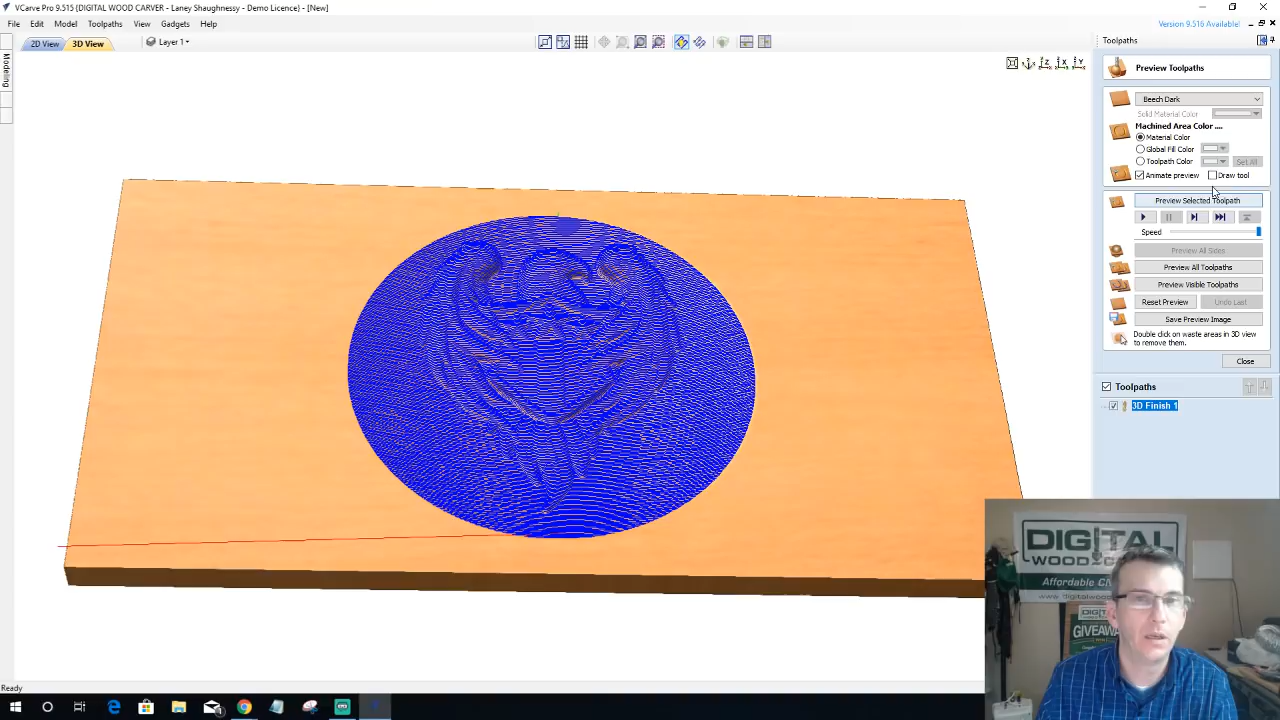 VCarve Pro 9.515 (DIGITAL WOOD CARVER - Laney Shaughnessy - Demo Licence) - [New]
File Edit Model Toolpaths View Gadgets Help
Version 9.516 Available!
2D View 3D View Layer 1
Toolpaths
Modeling
Preview Toolpaths
Beech Dark
Solid Material Color
Machined Area Color ....
Material Color
Global Fill Color
Toolpath Color Set All
Animate preview Draw tool
Preview Selected Toolpath
Speed
Preview All Sides
Preview All Toolpaths
Preview Visible Toolpaths
Reset Preview Undo Last
Save Preview Image
Double click on waste areas in 3D view
to remove them.
Close
Toolpaths
3D Finish 1
DIGITAL
WOOD
Affordable
DIGITAL
GIVEAWA
Ready